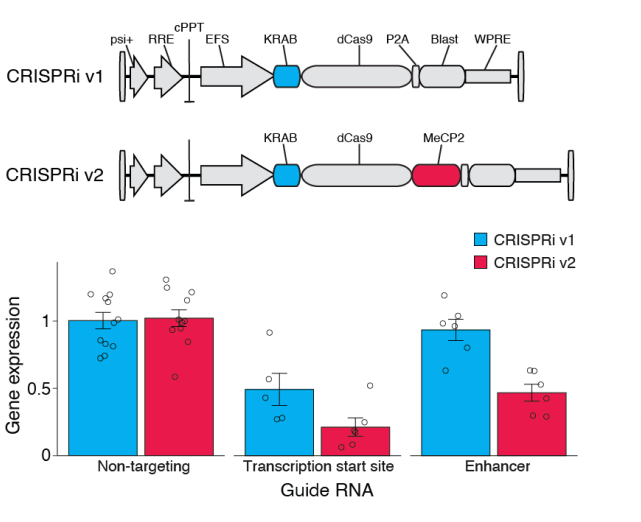 cPPT
psi+ RRE EFS KRAB dCas9 P2A Blast WPRE
CRISPRi v1
KRAB dCas9 MeCP2
CRISPRi v2
CRISPRi v1
CRISPRi v2
Gene expression
1
0.5
0
Non-targeting Transcription start site Enhancer
Guide RNA